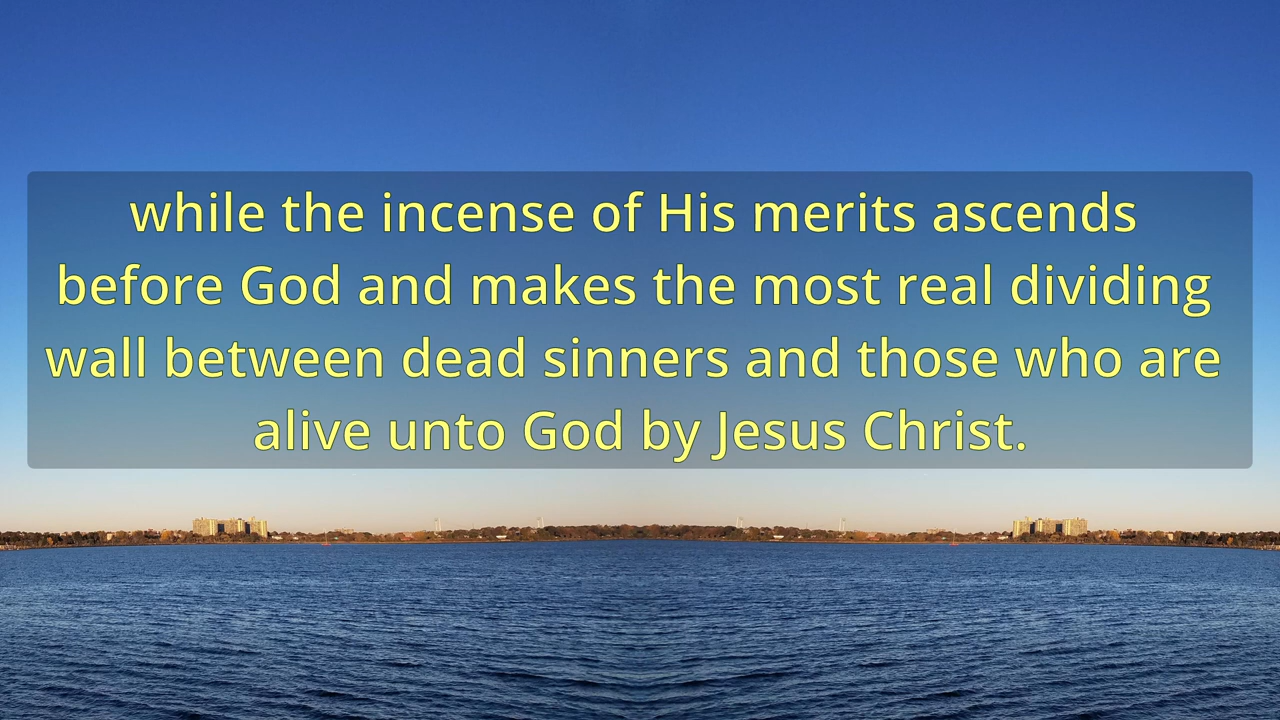 while the incense of His merits ascends
before God and makes the most real dividing
wall between dead sinners and those who are
alive unto God by Jesus Christ.